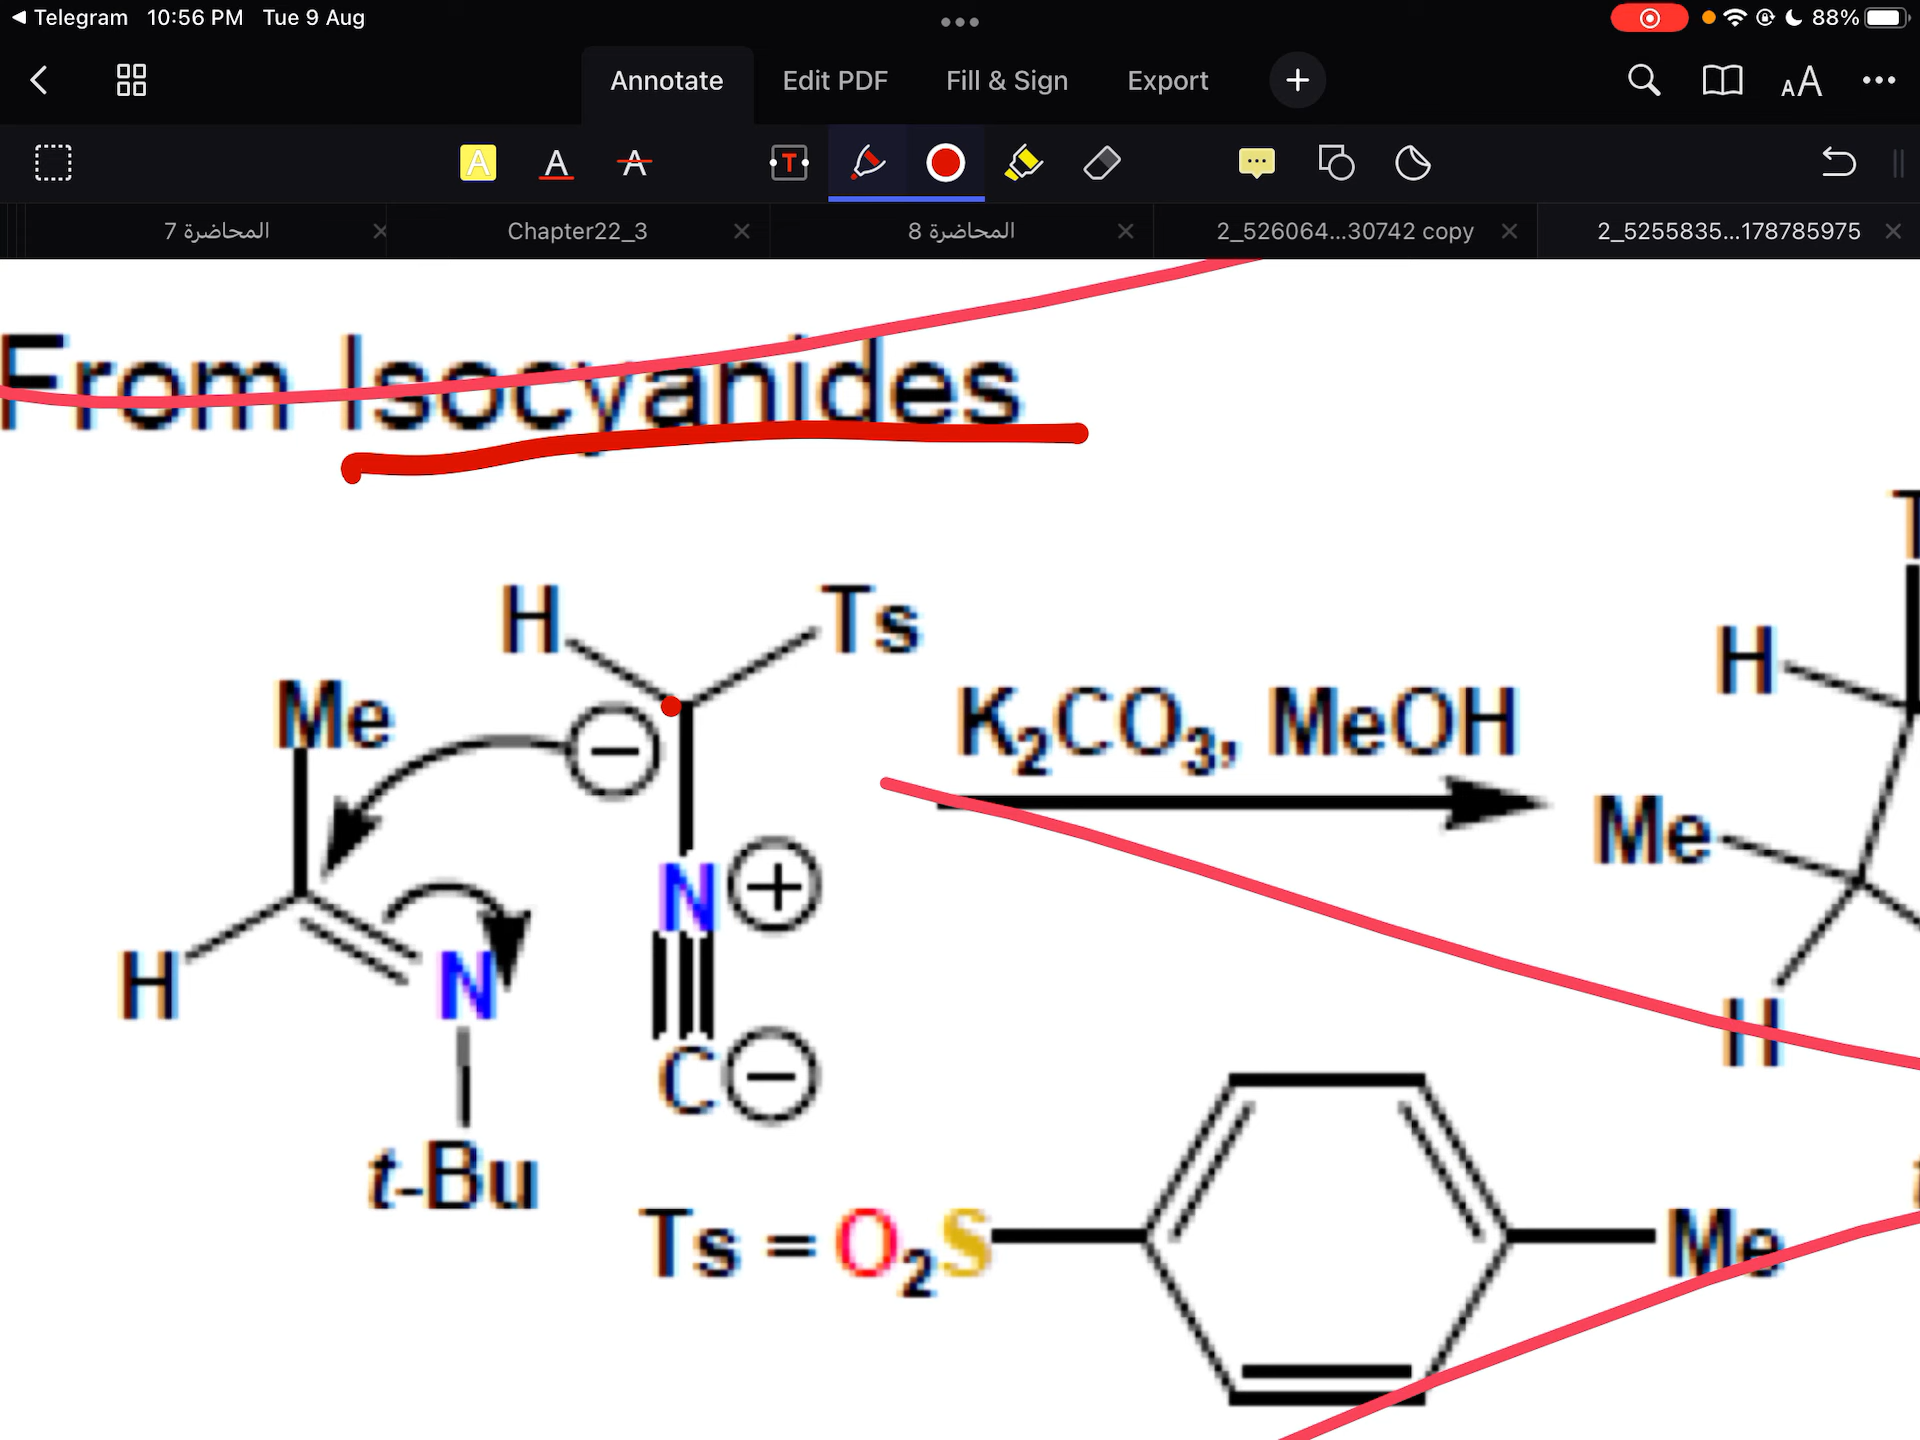 Telegram 10:56 PM Tue 9 Aug 88%
Annotate Edit PDF Fill & Sign Export
AA
A A A T
المحاضرة 7 Chapter22_3 المحاضرة 8 2_526064...30742 copy 2_5255835...178785975
From Isocyanides
H Ts
H
Me K2CO3, MeOH
Me
N +
H N
H
C
t-Bu
Ts = O2S Me